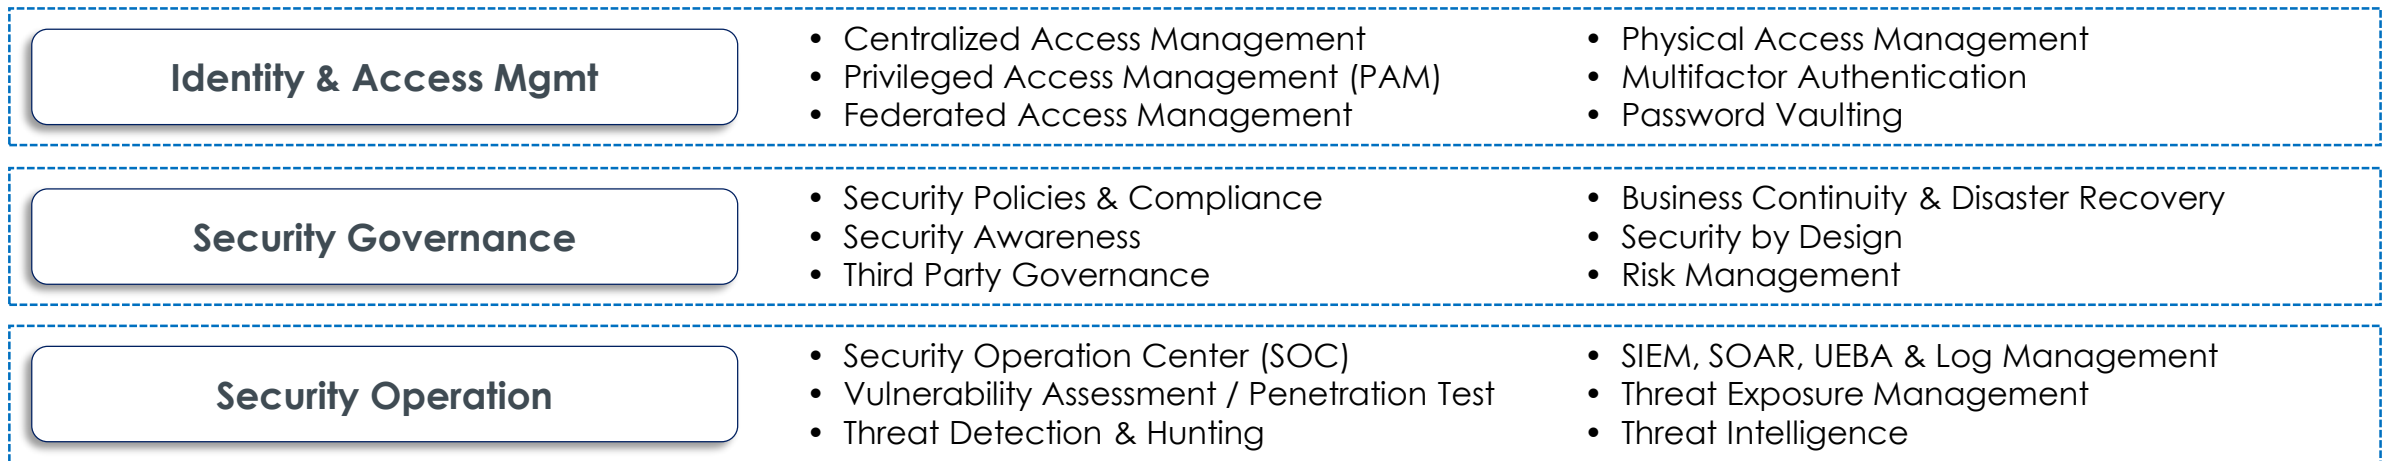 Identity & Access Mgmt
• Centralized Access Management
• Privileged Access Management (PAM)
• Federated Access Management
• Physical Access Management
• Multifactor Authentication
• Password Vaulting
Security Governance
• Security Policies & Compliance
• Security Awareness
• Third Party Governance
• Business Continuity & Disaster Recovery
• Security by Design
• Risk Management
Security Operation
• Security Operation Center (SOC)
• Vulnerability Assessment / Penetration Test
• Threat Detection & Hunting
• SIEM, SOAR, UEBA & Log Management
• Threat Exposure Management
• Threat Intelligence